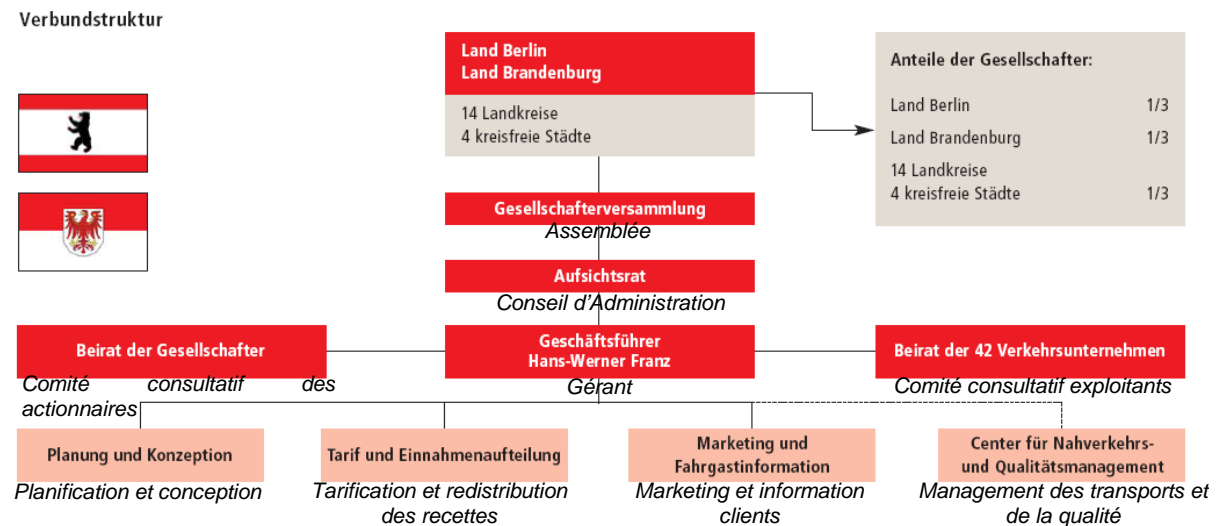 Verbundstruktur
Land Berlin
Land Brandenburg
14 Landkreise
4 kreisfreie Städte
Anteile der Gesellschafter:
Land Berlin 1/3
Land Brandenburg 1/3
14 Landkreise
4 kreisfreie Städte 1/3
Gesellschafterversammlung
Assemblée
Aufsichtsrat
Conseil d'Administration
Beirat der Gesellschafter
Comité consultatif des
actionnaires
Geschäftsführer
Hans-Werner Franz
Gérant
Beirat der 42 Verkehrsunternehmen
Comité consultatif exploitants
Planung und Konzeption
Planification et conception
Tarif und Einnahmenaufteilung
Tarification et redistribution
des recettes
Marketing und
Fahrgastinformation
Marketing et information
clients
Center für Nahverkehrs-
und Qualitätsmanagement
Management des transports et
de la qualité